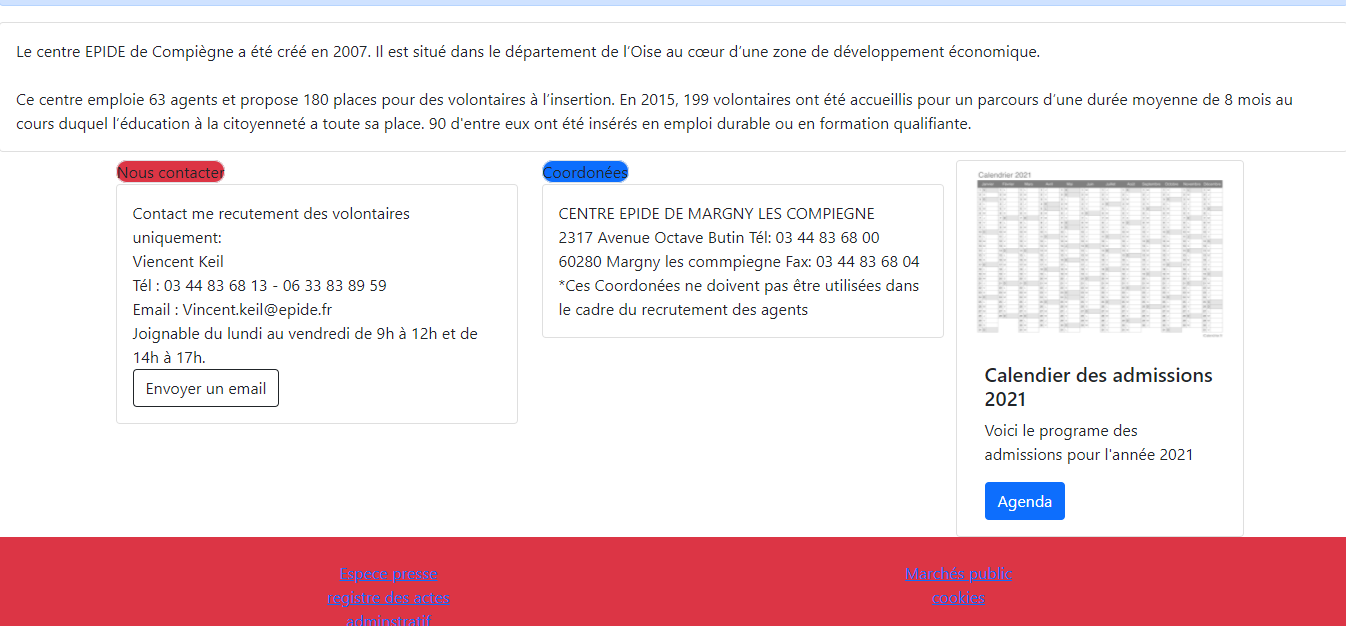 Le centre EPIDE de Compiègne a été créé en 2007. Il est situé dans le département de l’Oise au cœur d’une zone de développement économique.
Ce centre emploie 63 agents et propose 180 places pour des volontaires à l’insertion. En 2015, 199 volontaires ont été accueillis pour un parcours d’une durée moyenne de 8 mois au
cours duquel l’éducation à la citoyenneté a toute sa place. 90 d'entre eux ont été insérés en emploi durable ou en formation qualifiante.
Nous contacter
Contact me recutement des volontaires
uniquement:
Viencent Keil
Tél : 03 44 83 68 13 - 06 33 83 89 59
Email : Vincent.keil@epide.fr
Joignable du lundi au vendredi de 9h à 12h et de
14h à 17h.
Envoyer un email
Coordonées
CENTRE EPIDE DE MARGNY LES COMPIEGNE
2317 Avenue Octave Butin Tél: 03 44 83 68 00
60280 Margny les commpiegne Fax: 03 44 83 68 04
*Ces Coordonées ne doivent pas être utilisées dans
le cadre du recrutement des agents
Calendrier 2021
Calendier des admissions
2021
Voici le programe des
admissions pour l'année 2021
Agenda
Espece presse
registre des actes
adminstratif
Marchés public
cookies